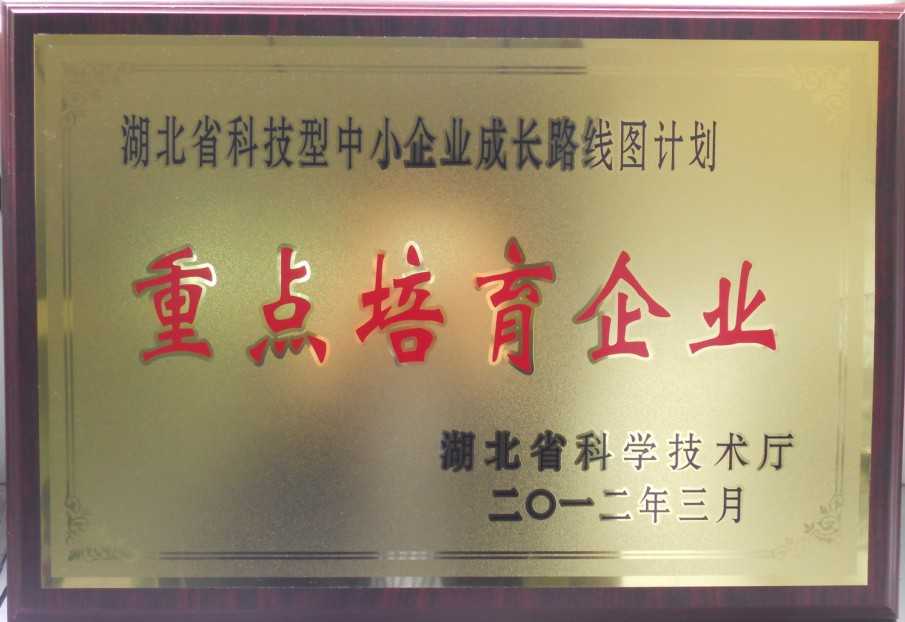 湖北省科技型中小企业成长路线图计划
重点培育企业
湖北省科学技术厅
二〇一二年三月